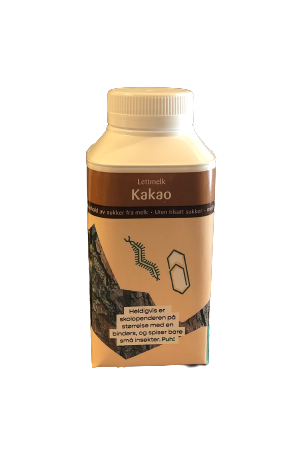 Lettmelk
Kakao
av sukker fra melk • Uten tilsatt sukker •
Heldigvis er
skolopenderen på
størrelse med en
binders, og spiser bare
små insekter. Puh!